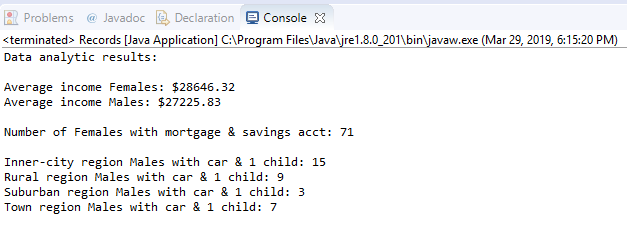 Problems @ Javadoc Declaration Console
<terminated> Records [Java Application] C:\Program Files\Java\jre1.8.0_201\bin\javaw.exe (Mar 29, 2019, 6:15:20 PM)
Data analytic results:
Average income Females: $28646.32
Average income Males: $27225.83
Number of Females with mortgage & savings acct: 71
Inner-city region Males with car & 1 child: 15
Rural region Males with car & 1 child: 9
Suburban region Males with car & 1 child: 3
Town region Males with car & 1 child: 7